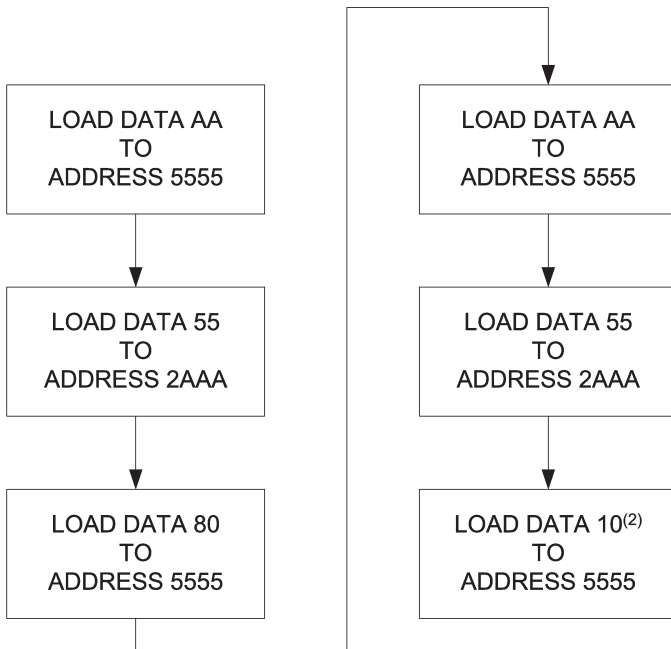 LOAD DATA AA
TO
ADDRESS 5555
LOAD DATA 55
TO
ADDRESS 2AAA
LOAD DATA 80
TO
ADDRESS 5555
LOAD DATA AA
TO
ADDRESS 5555
LOAD DATA 55
TO
ADDRESS 2AAA
LOAD DATA 10(2)
TO
ADDRESS 5555